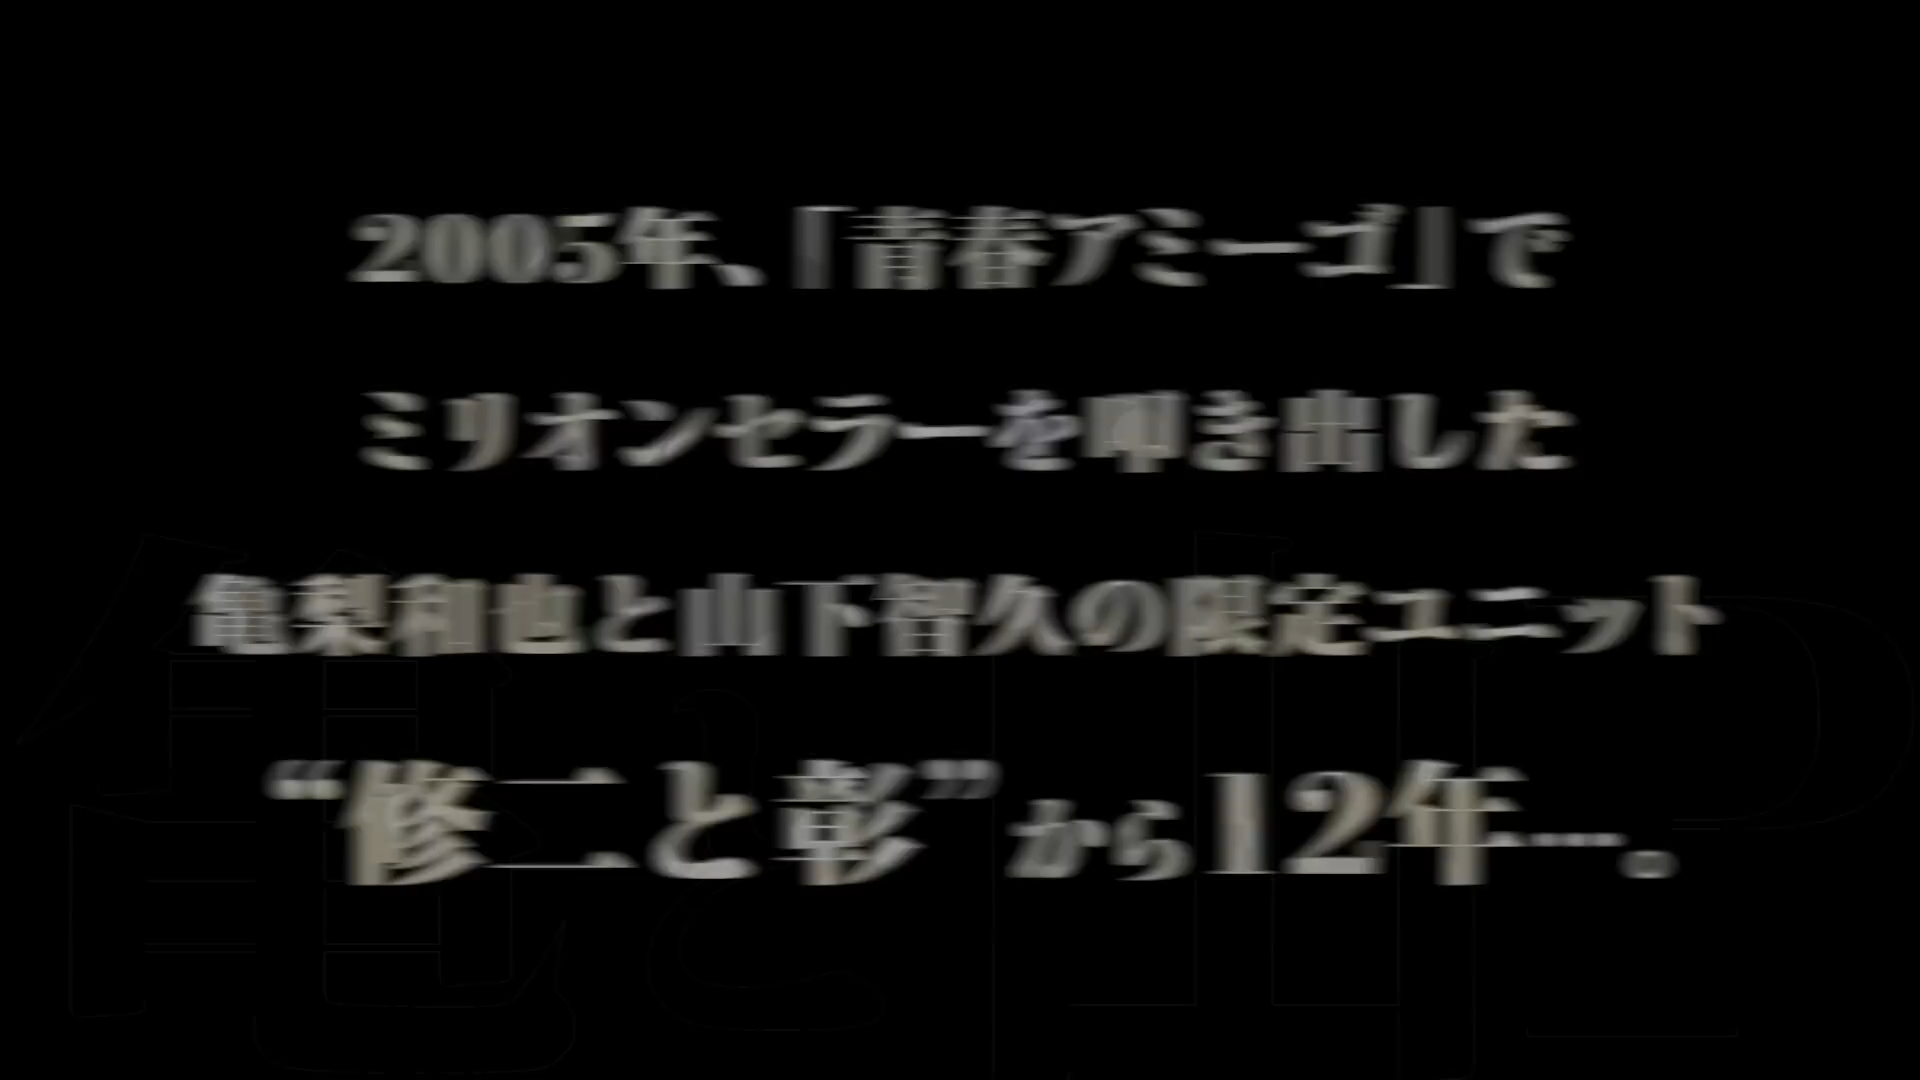 2005年、「青春アミーゴ」で
ミリオンセラーを叩き出した
亀梨和也と山下智久の限定ユニット
“修二と彰”から12年…。